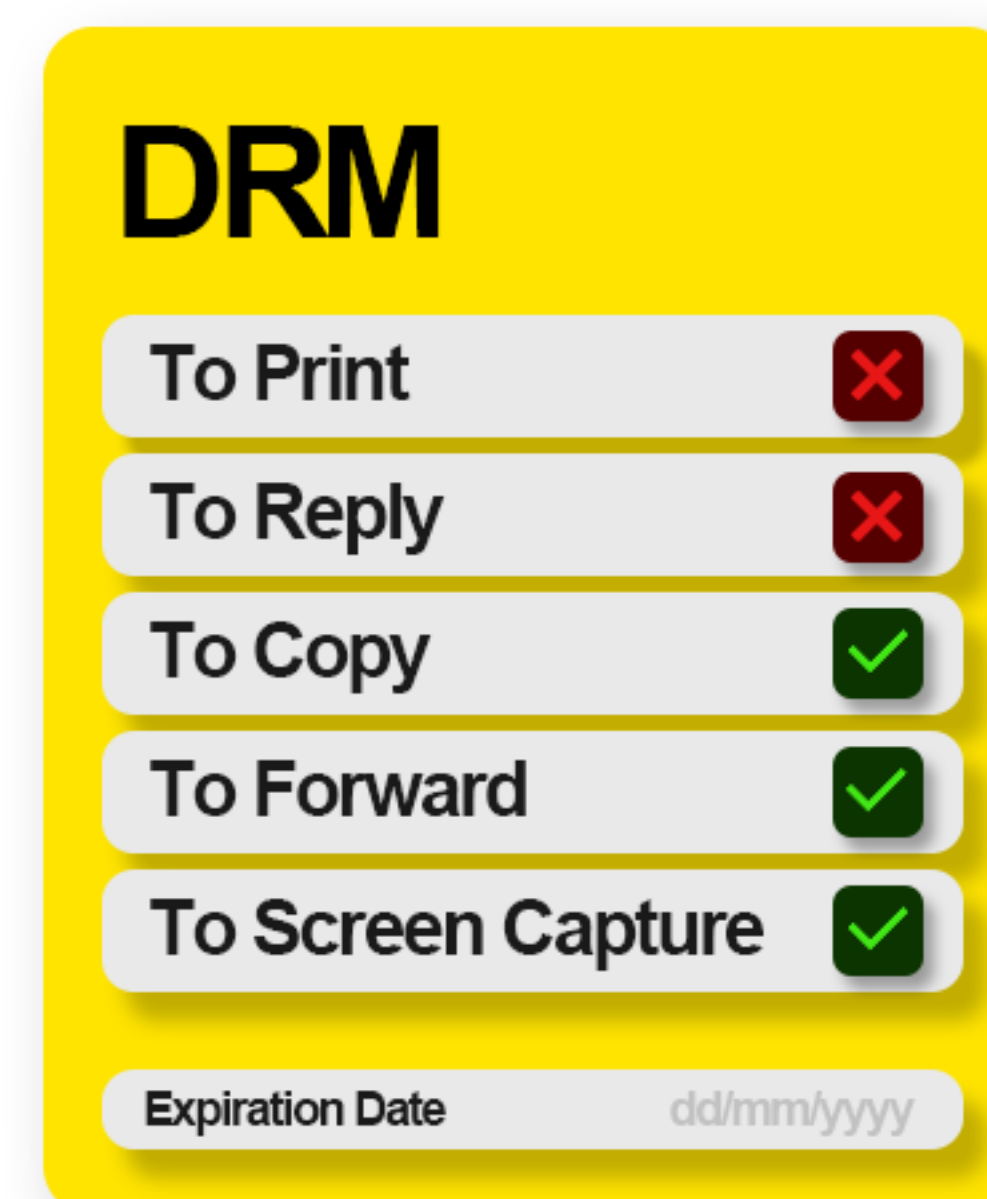 DRM
To Print
To Reply
To Copy
To Forward
To Screen Capture
Expiration Date dd/mm/yyyy